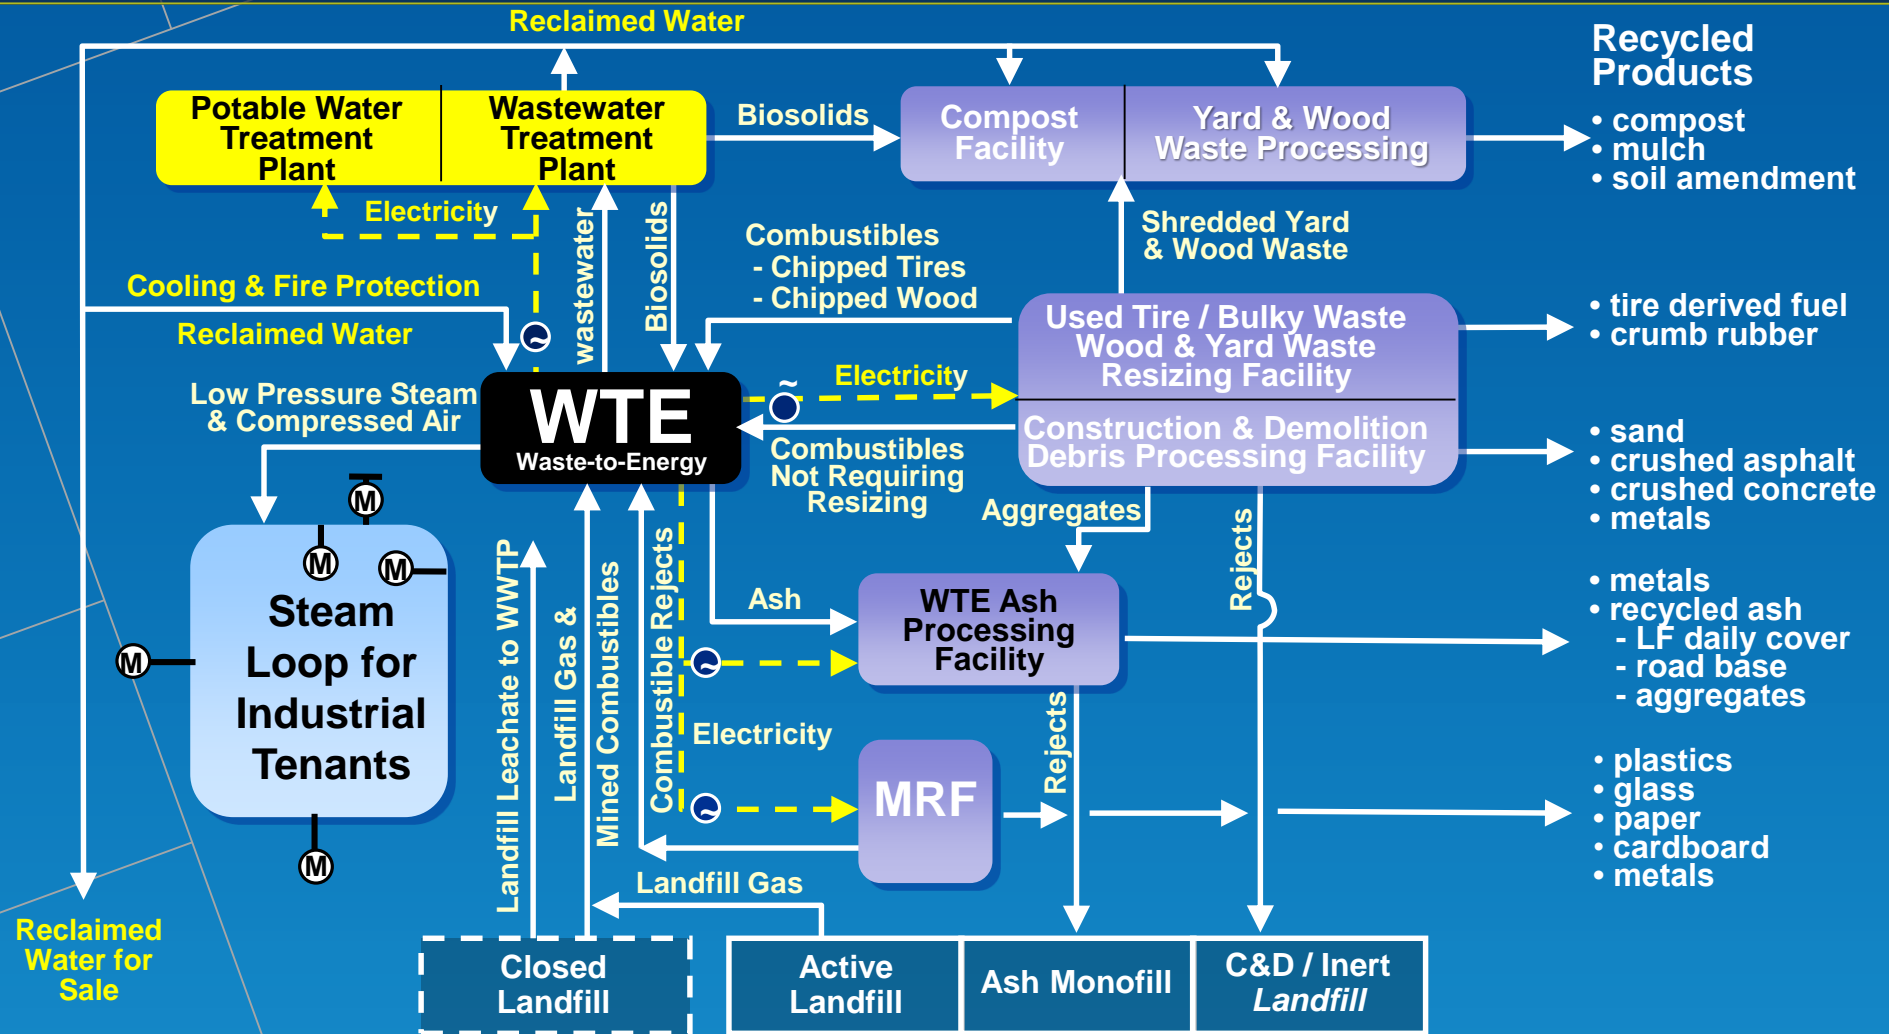 Reclaimed Water
Recycled
Products
Potable Water
Treatment
Plant
Wastewater
Treatment
Plant
Biosolids
Compost
Facility
Yard & Wood
Waste Processing
• compost
• mulch
• soil amendment
Electricity
wastewater
Biosolids
Combustibles
- Chipped Tires
- Chipped Wood
Shredded Yard
& Wood Waste
Cooling & Fire Protection
Reclaimed Water
~
Used Tire / Bulky Waste
Wood & Yard Waste
Resizing Facility
• tire derived fuel
• crumb rubber
Low Pressure Steam
& Compressed Air
WTE
Waste-to-Energy
~
Electricity
Combustibles
Not Requiring
Resizing
Construction & Demolition
Debris Processing Facility
• sand
• crushed asphalt
• crushed concrete
• metals
Aggregates
Rejects
M
M
M
M
M
Steam
Loop for
Industrial
Tenants
Landfill Leachate to WWTP
Landfill Gas &
Mined Combustibles
Combustible Rejects
Ash
~
WTE Ash
Processing
Facility
• metals
• recycled ash
- LF daily cover
- road base
- aggregates
Electricity
Rejects
~
MRF
• plastics
• glass
• paper
• cardboard
• metals
Landfill Gas
Reclaimed
Water for
Sale
Closed
Landfill
Active
Landfill
Ash Monofill
C&D / Inert
Landfill